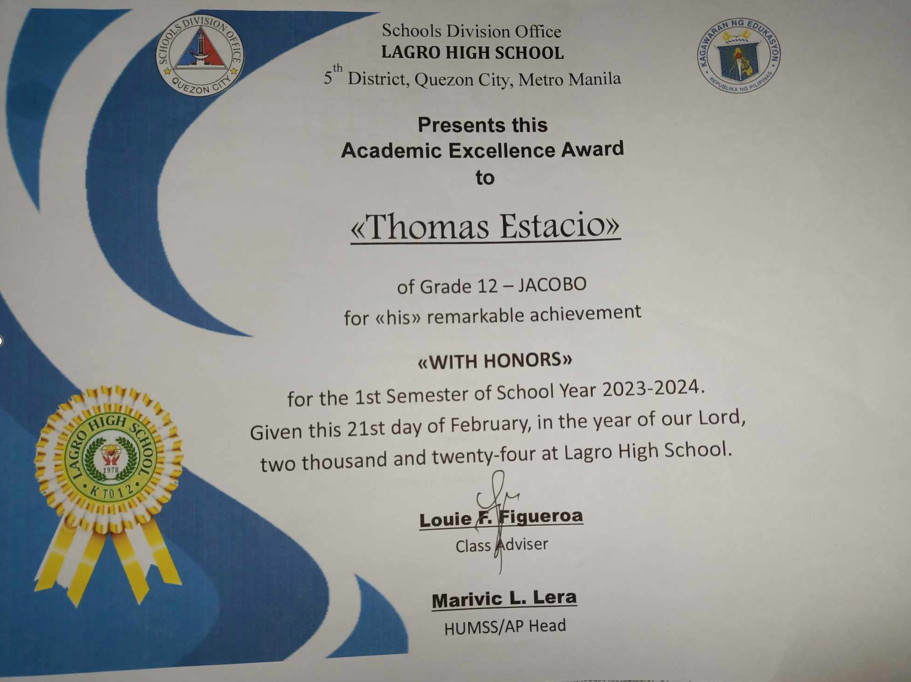 SCHOOLS DIVISION OFFICE
QUEZON CITY
Schools Division Office
LAGRO HIGH SCHOOL
5th District, Quezon City, Metro Manila
KAGAWARAN NG EDUKASYON
REPUBLIKA NG PILIPINAS
Presents this
Academic Excellence Award
to
«Thomas Estacio»
of Grade 12 – JACOBO
for «his» remarkable achievement
«WITH HONORS»
for the 1st Semester of School Year 2023-2024.
Given this 21st day of February, in the year of our Lord,
two thousand and twenty-four at Lagro High School.
LAGRO HIGH SCHOOL
1978
K TO 12
Louie F. Figueroa
Class Adviser
Marivic L. Lera
HUMSS/AP Head